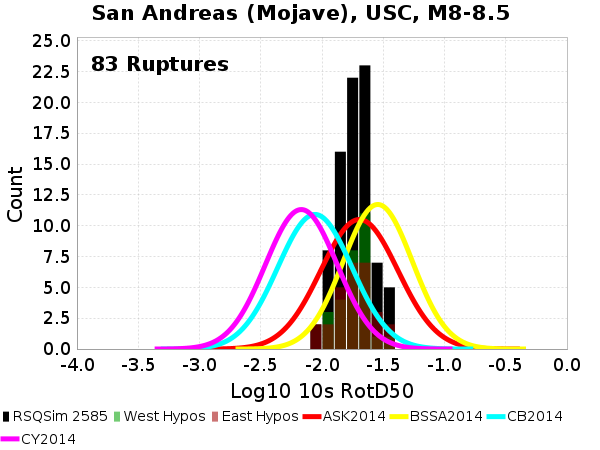 San Andreas (Mojave), USC, M8-8.5
83 Ruptures
25.0
22.5
20.0
17.5
15.0
12.5
10.0
7.5
5.0
2.5
0.0
Count
-4.0 -3.5 -3.0 -2.5 -2.0 -1.5 -1.0 -0.5 0.0
Log10 10s RotD50
RSQSim 2585 West Hypos East Hypos ASK2014 BSSA2014 CB2014
CY2014